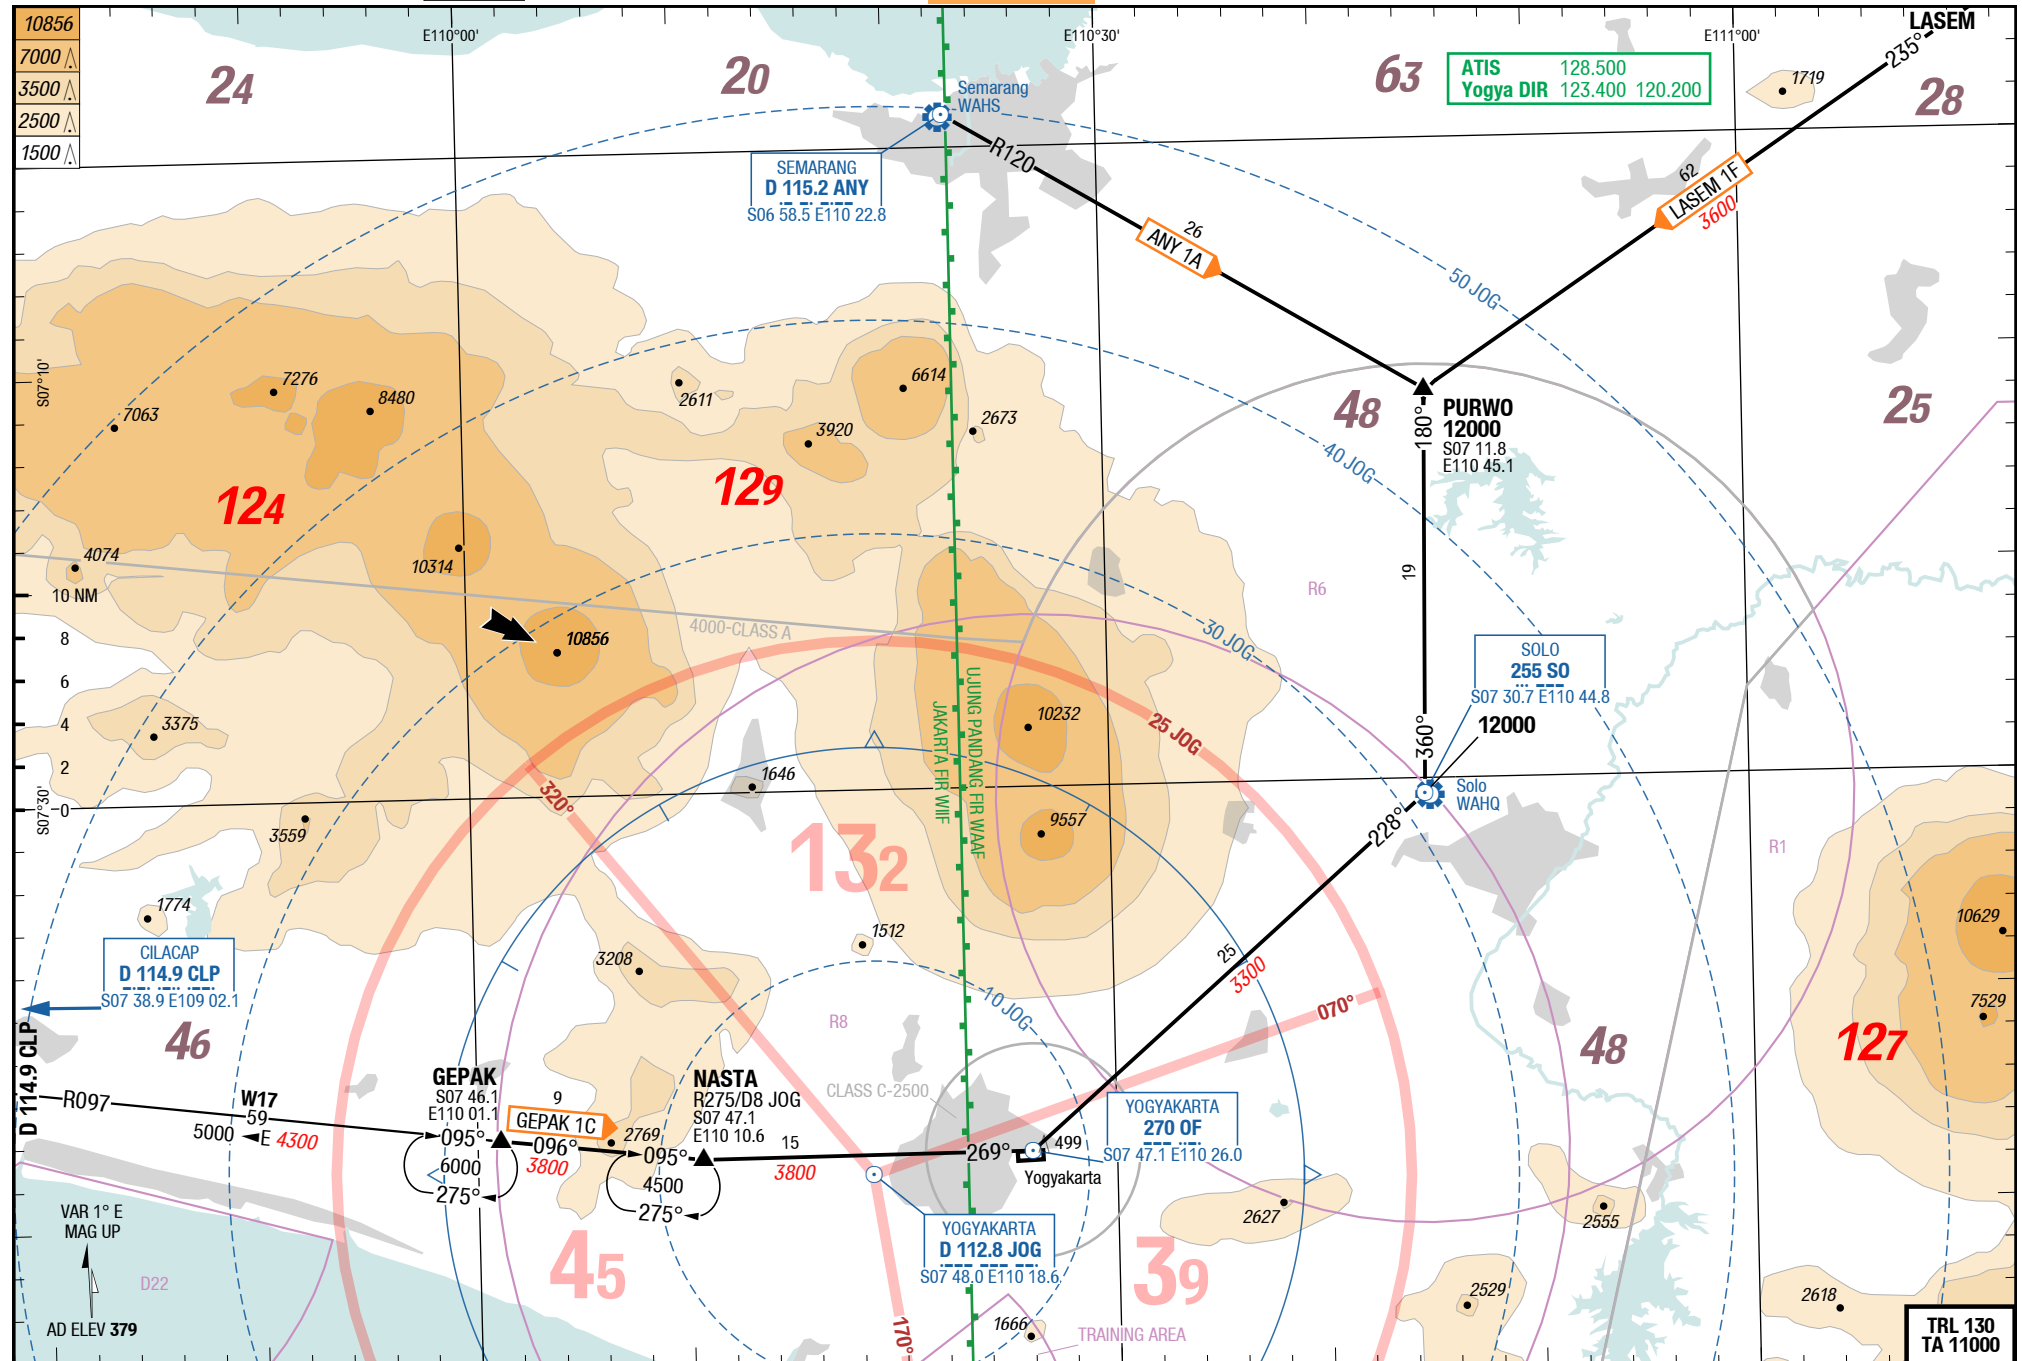 10856
7000
3500
2500
1500
E110°00'
E110°30'
E111°00'
LASEM
235°
24
20
63
28
ATIS 128.500
Yogya DIR 123.400 120.200
1719
Semarang
WAHS
SEMARANG
D 115.2 ANY
S06 58.5 E110 22.8
R120
26
ANY 1A
62
LASEM 1F
3600
50 JOG
S07°10'
7276
8480
7063
2611
6614
3920
2673
48
25
180°
PURWO
12000
S07 11.8
E110 45.1
40 JOG
124
129
4074
10314
10 NM
8
6
4
2
0
S07°30'
10856
4000-CLASS A
19
R6
30 JOG
SOLO
255 SO
S07 30.7 E110 44.8
12000
360°
Solo
WAHQ
3375
1646
3559
320°
UJUNG PANDANG FIR WAAF
JAKARTA FIR WIIF
10232
25 JOG
9557
132
228°
R1
1774
1512
3208
10629
7529
CILACAP
D 114.9 CLP
S07 38.9 E109 02.1
46
R8
10 JOG
25
3300
070°
48
127
D 114.9 CLP
R097
W17
59
5000 E 4300
GEPAK
S07 46.1
E110 01.1
9
GEPAK 1C
095°
096°
3800
6000
275°
2769
NASTA
R275/D8 JOG
S07 47.1
E110 10.6
095°
4500
275°
15
3800
CLASS C-2500
269°
499
Yogyakarta
YOGYAKARTA
270 OF
S07 47.1 E110 26.0
YOGYAKARTA
D 112.8 JOG
S07 48.0 E110 18.6
2627
2555
2529
2618
VAR 1° E
MAG UP
D22
AD ELEV 379
45
39
170°
1666
TRAINING AREA
TRL 130
TA 11000